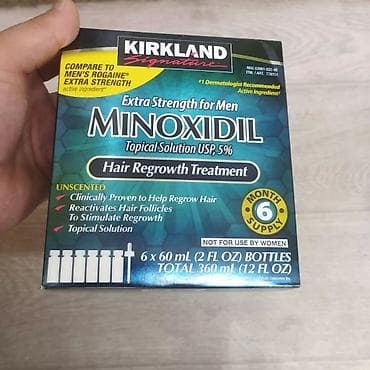 KIRKLAND
Signature
COMPARE TO
MEN'S ROGAINE®
EXTRA STRENGTH
active ingredient*
#1 Dermatologist Recommended
Active Ingredient†
Extra Strength for Men
MINOXIDIL
Topical Solution USP, 5%
Hair Regrowth Treatment
UNSCENTED
✓ Clinically Proven to Help Regrow Hair
✓ Reactivates Hair Follicles
To Stimulate Regrowth
✓ Topical Solution
6
MONTH
SUPPLY
NOT FOR USE BY WOMEN
6 x 60 mL (2 FL OZ) BOTTLES
TOTAL 360 mL (12 FL OZ)